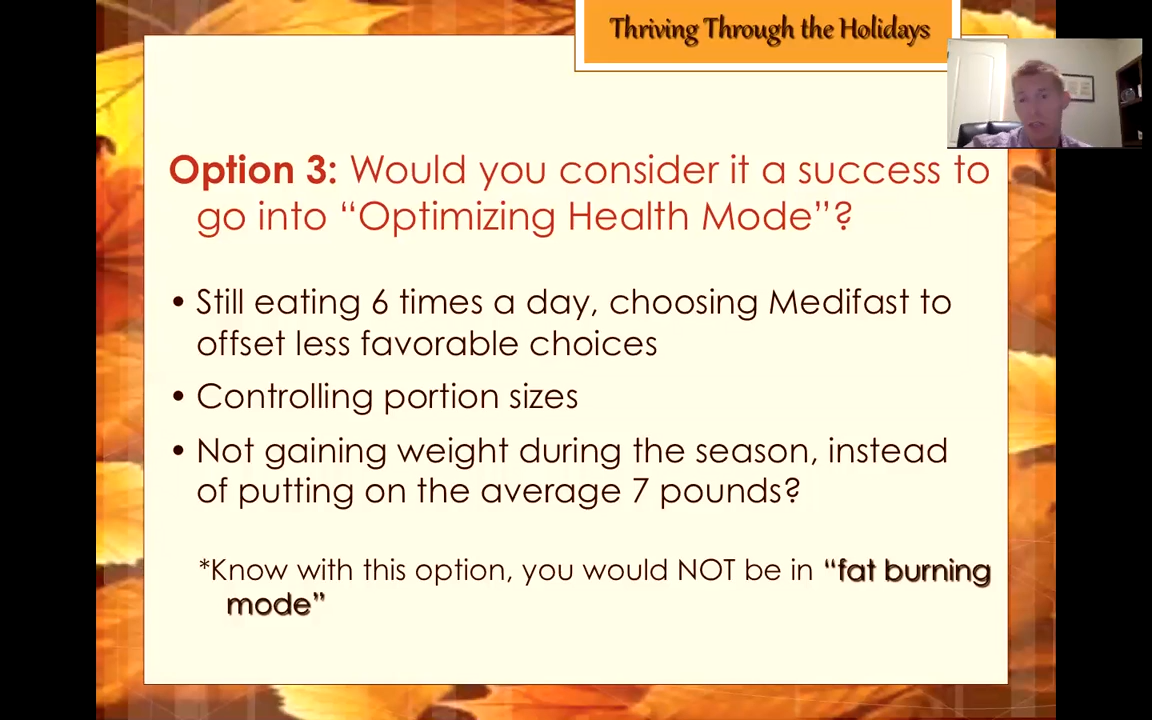 Thriving Through the Holidays
Option 3: Would you consider it a success to
go into “Optimizing Health Mode”?
• Still eating 6 times a day, choosing Medifast to
offset less favorable choices
• Controlling portion sizes
• Not gaining weight during the season, instead
of putting on the average 7 pounds?
*Know with this option, you would NOT be in “fat burning
mode”